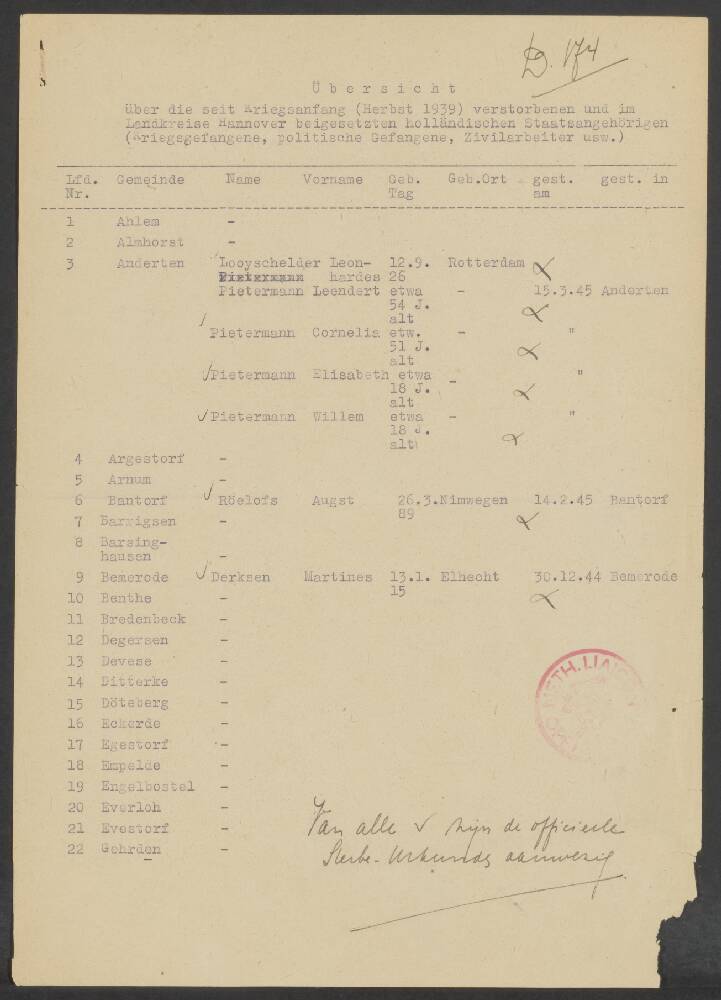 D. 174
Übersicht
über die seit Kriegsanfang (Herbst 1939) verstorbenen und im
Landkreise Hannover beigesetzten holländischen Staatsangehörigen
(Kriegsgefangene, politische Gefangene, Zivilarbeiter usw.)
Lfd. Gemeinde Name Vorname Geb. Geb.Ort gest. gest. in
Nr. Tag am
1 Ahlem -
2 Almhorst -
3 Anderten Looyschelder Leon- 12.9. Rotterdam
hardes 26
Pietermann Leendert etwa - 15.3.45 Anderten
54 J.
alt
Pietermann Cornelia etw. - "
51 J.
alt
√Pietermann Elisabeth etwa - "
18 J.
alt
√Pietermann Willem etwa - "
18 J.
alt
4 Argestorf -
5 Arnum -
6 Bantorf √ Röelofs Augst 26.3. Nimwegen 14.2.45 Bantorf
89
7 Barrigsen -
8 Barsing-
hausen -
9 Bemerode √ Derksen Martines 13.1. Elhecht 30.12.44 Bemerode
15
10 Benthe -
11 Bredenbeck -
12 Degersen -
13 Devese -
14 Ditterke -
15 Döteberg -
16 Eckerde -
17 Egestorf -
18 Empelde -
19 Engelbostel -
20 Everloh -
21 Evestorf -
22 Gehrden -
NETH. LIAISON
Van alle √ zijn de officieele
Sterbe-Urkunds aanwezig